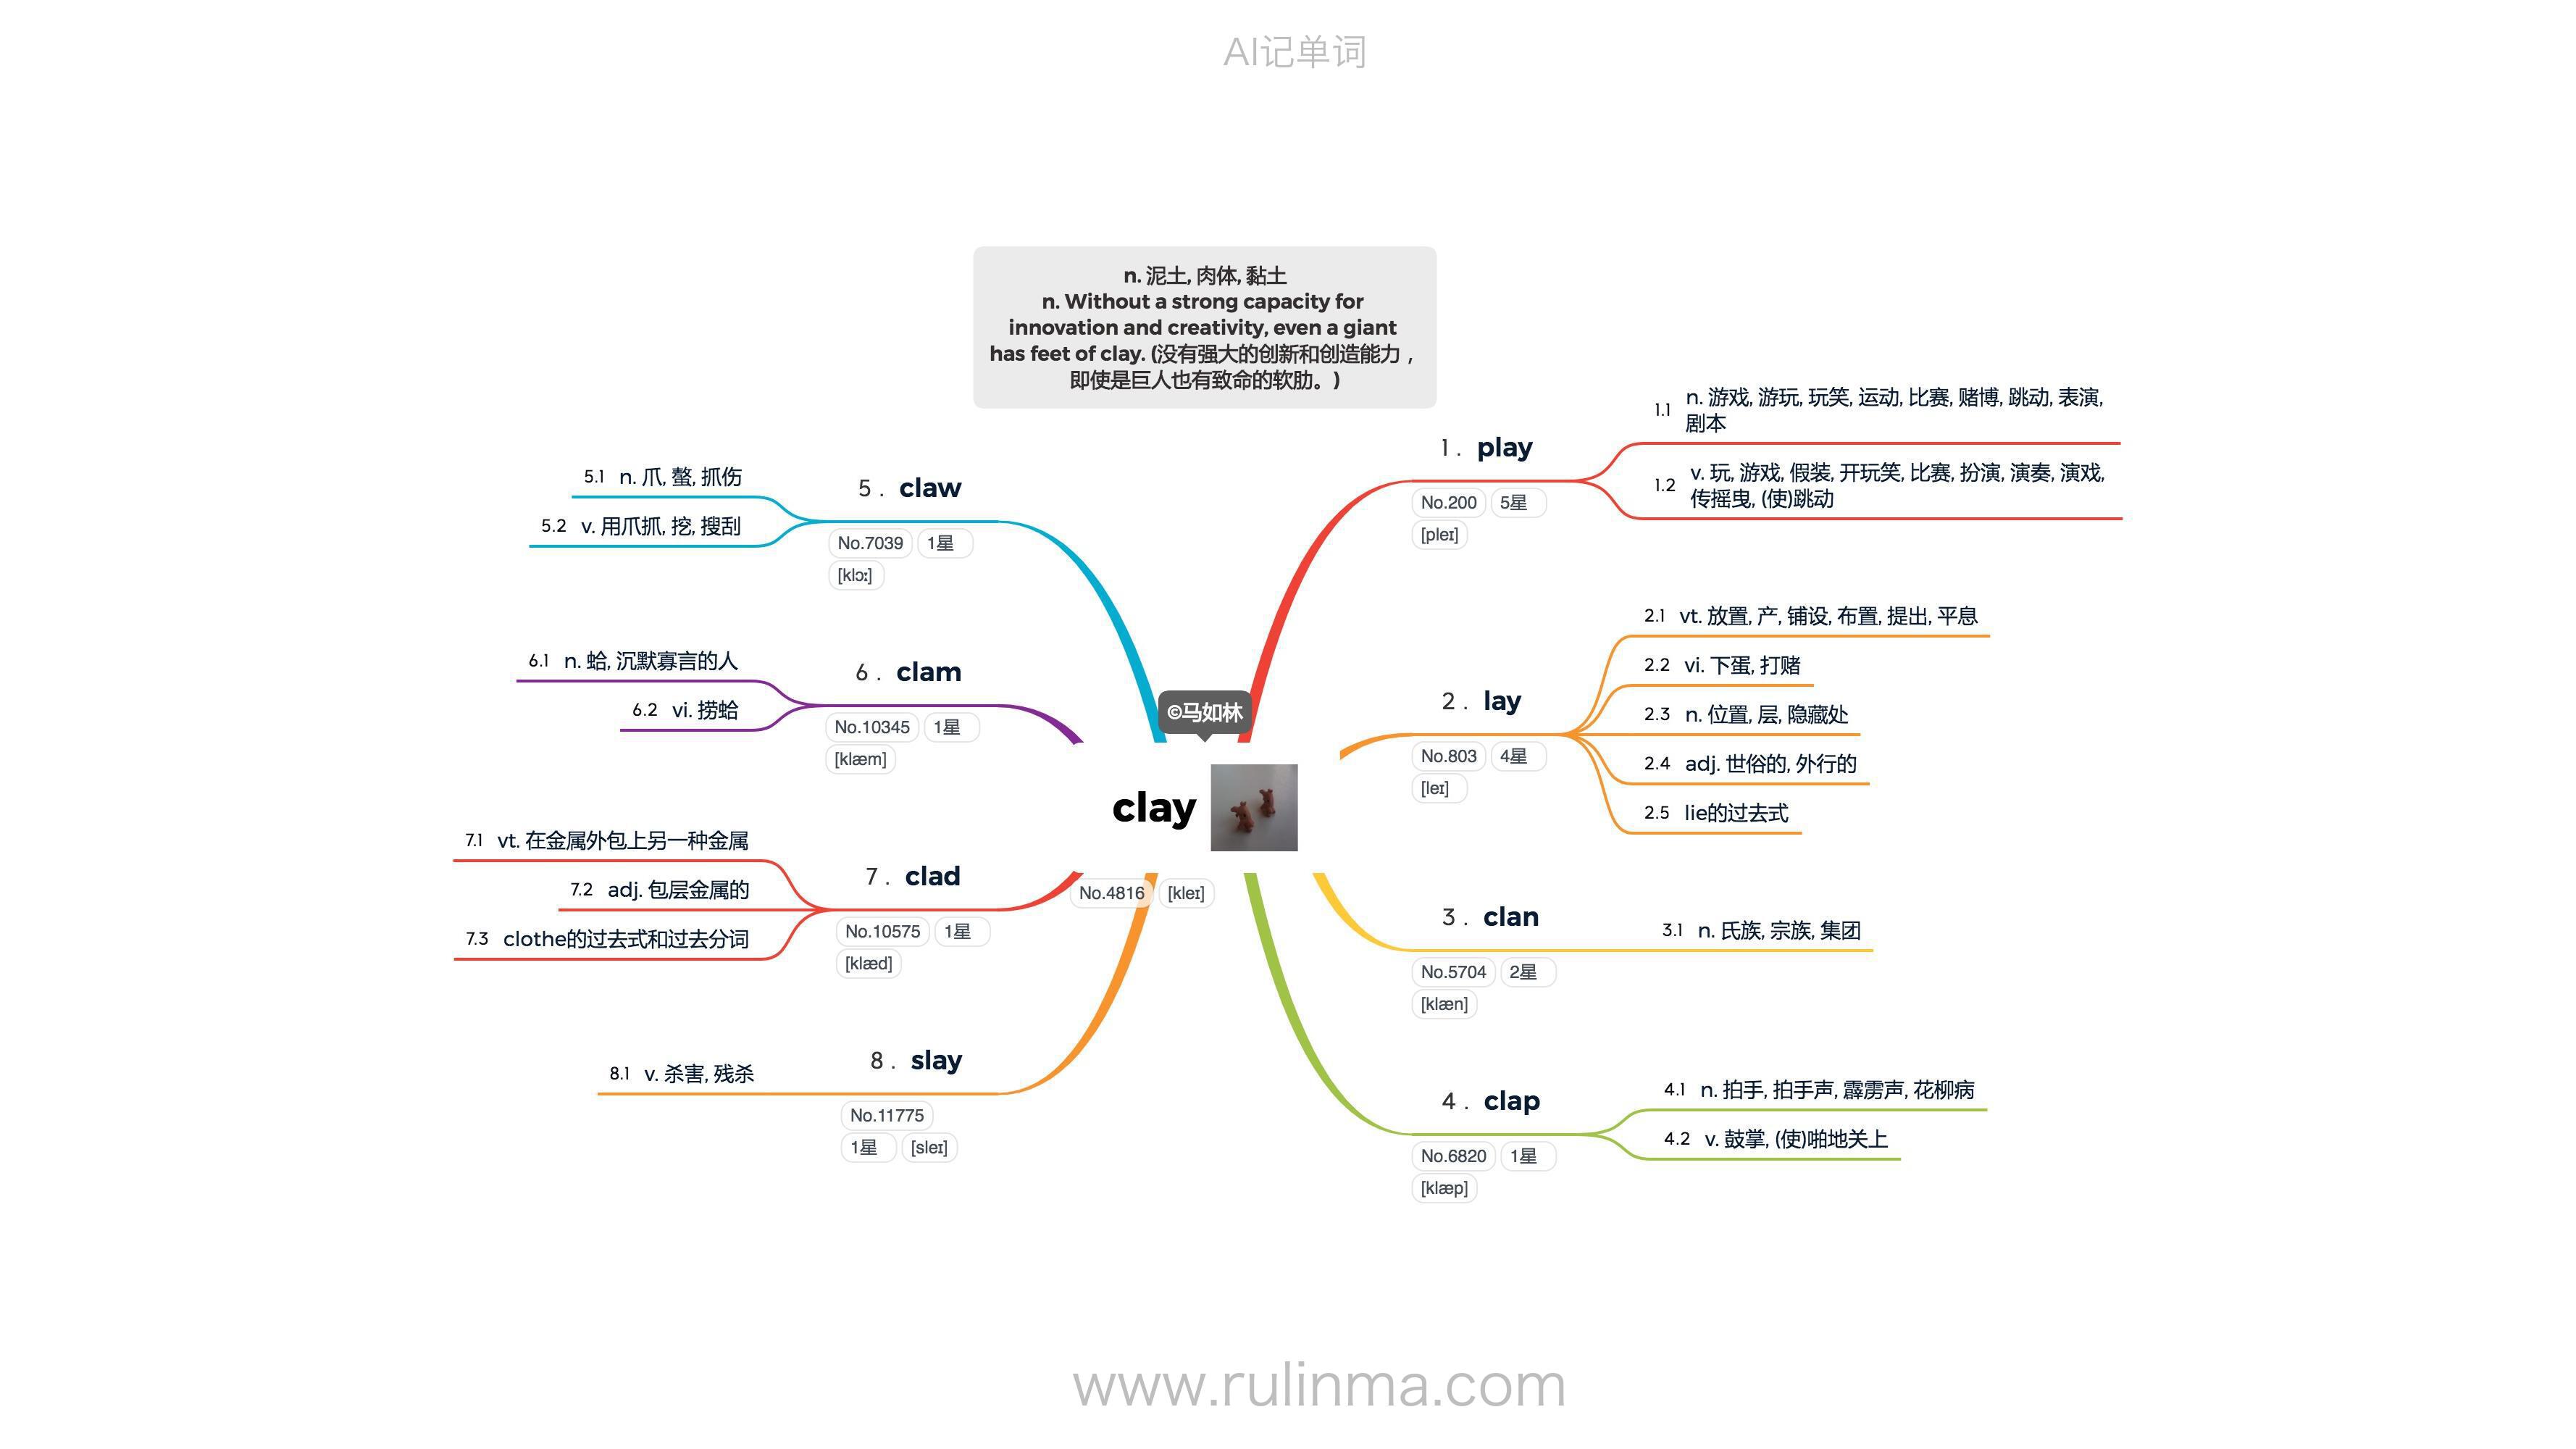 AI记单词
n. 泥土, 肉体, 黏土
n. Without a strong capacity for
innovation and creativity, even a giant
has feet of clay. (没有强大的创新和创造能力，
即使是巨人也有致命的软肋。)
©马如林
clay
No.4816 [kleɪ]
1 . play
No.200 5星
[pleɪ]
1.1 n. 游戏, 游玩, 玩笑, 运动, 比赛, 赌博, 跳动, 表演,
剧本
1.2 v. 玩, 游戏, 假装, 开玩笑, 比赛, 扮演, 演奏, 演戏,
传摇曳, (使)跳动
2 . lay
No.803 4星
[leɪ]
2.1 vt. 放置, 产, 铺设, 布置, 提出, 平息
2.2 vi. 下蛋, 打赌
2.3 n. 位置, 层, 隐藏处
2.4 adj. 世俗的, 外行的
2.5 lie的过去式
3 . clan
No.5704 2星
[klæn]
3.1 n. 氏族, 宗族, 集团
4 . clap
No.6820 1星
[klæp]
4.1 n. 拍手, 拍手声, 霹雳声, 花柳病
4.2 v. 鼓掌, (使)啪地关上
5 . claw
No.7039 1星
[klɔː]
5.1 n. 爪, 螯, 抓伤
5.2 v. 用爪抓, 挖, 搜刮
6 . clam
No.10345 1星
[klæm]
6.1 n. 蛤, 沉默寡言的人
6.2 vi. 捞蛤
7 . clad
No.10575 1星
[klæd]
7.1 vt. 在金属外包上另一种金属
7.2 adj. 包层金属的
7.3 clothe的过去式和过去分词
8 . slay
No.11775
1星 [sleɪ]
8.1 v. 杀害, 残杀
www.rulinma.com